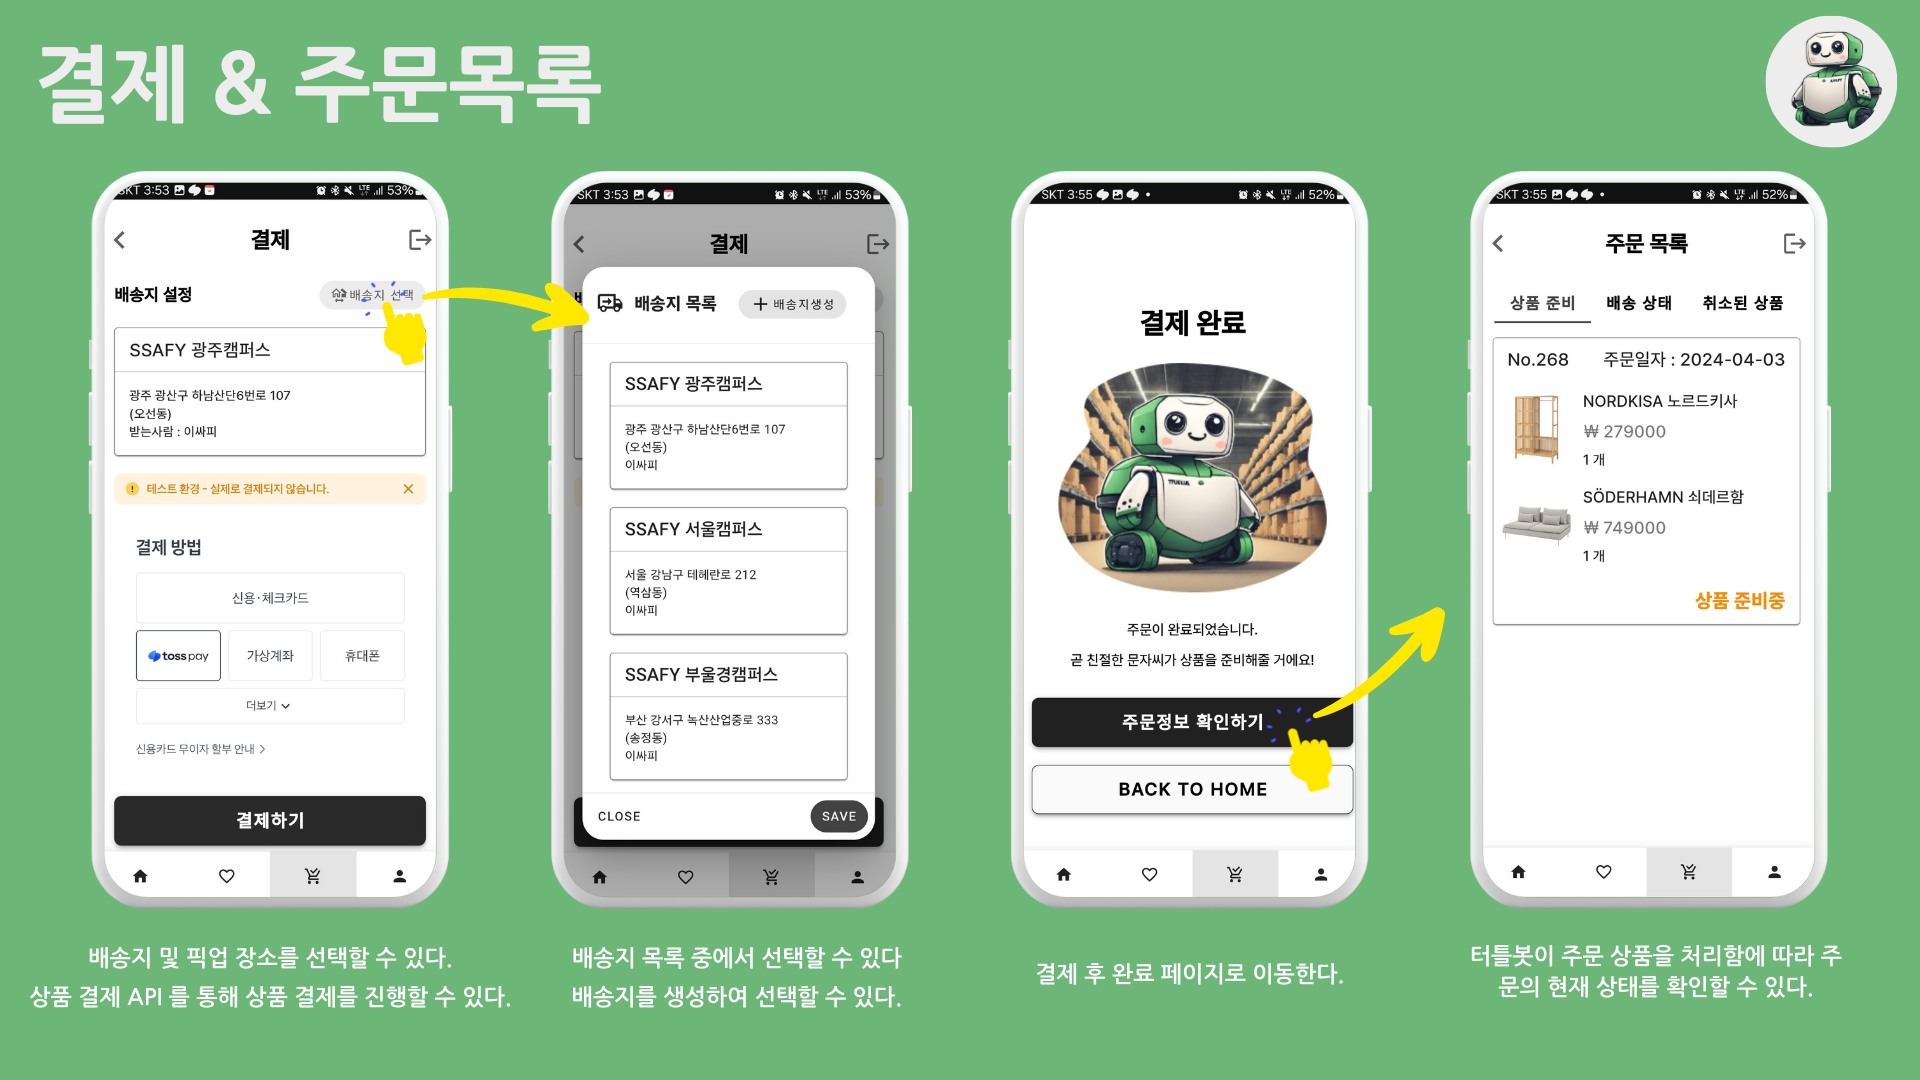 결제 & 주문목록
SKT 3:53
LTE
53%
결제
배송지 설정
배송지 선택
SSAFY 광주캠퍼스
광주 광산구 하남산단6번로 107
(오선동)
받는사람 : 이싸피
테스트 환경 - 실제로 결제되지 않습니다.
결제 방법
신용·체크카드
toss pay
가상계좌
휴대폰
더보기
신용카드 무이자 할부 안내 >
결제하기
배송지 및 픽업 장소를 선택할 수 있다.
상품 결제 API 를 통해 상품 결제를 진행할 수 있다.
SKT 3:53
LTE
53%
결제
배송지 목록
+ 배송지생성
SSAFY 광주캠퍼스
광주 광산구 하남산단6번로 107
(오선동)
이싸피
SSAFY 서울캠퍼스
서울 강남구 테헤란로 212
(역삼동)
이싸피
SSAFY 부울경캠퍼스
부산 강서구 녹산산업중로 333
(송정동)
이싸피
CLOSE
SAVE
배송지 목록 중에서 선택할 수 있다
배송지를 생성하여 선택할 수 있다.
SKT 3:55
LTE
52%
결제 완료
주문이 완료되었습니다.
곧 친절한 문자씨가 상품을 준비해줄 거에요!
주문정보 확인하기
BACK TO HOME
결제 후 완료 페이지로 이동한다.
SKT 3:55
LTE
52%
주문 목록
상품 준비
배송 상태
취소된 상품
No.268
주문일자 : 2024-04-03
NORDKISA 노르드키사
₩ 279000
1 개
SÖDERHAMN 쇠데르함
₩ 749000
1 개
상품 준비중
터틀봇이 주문 상품을 처리함에 따라 주
문의 현재 상태를 확인할 수 있다.